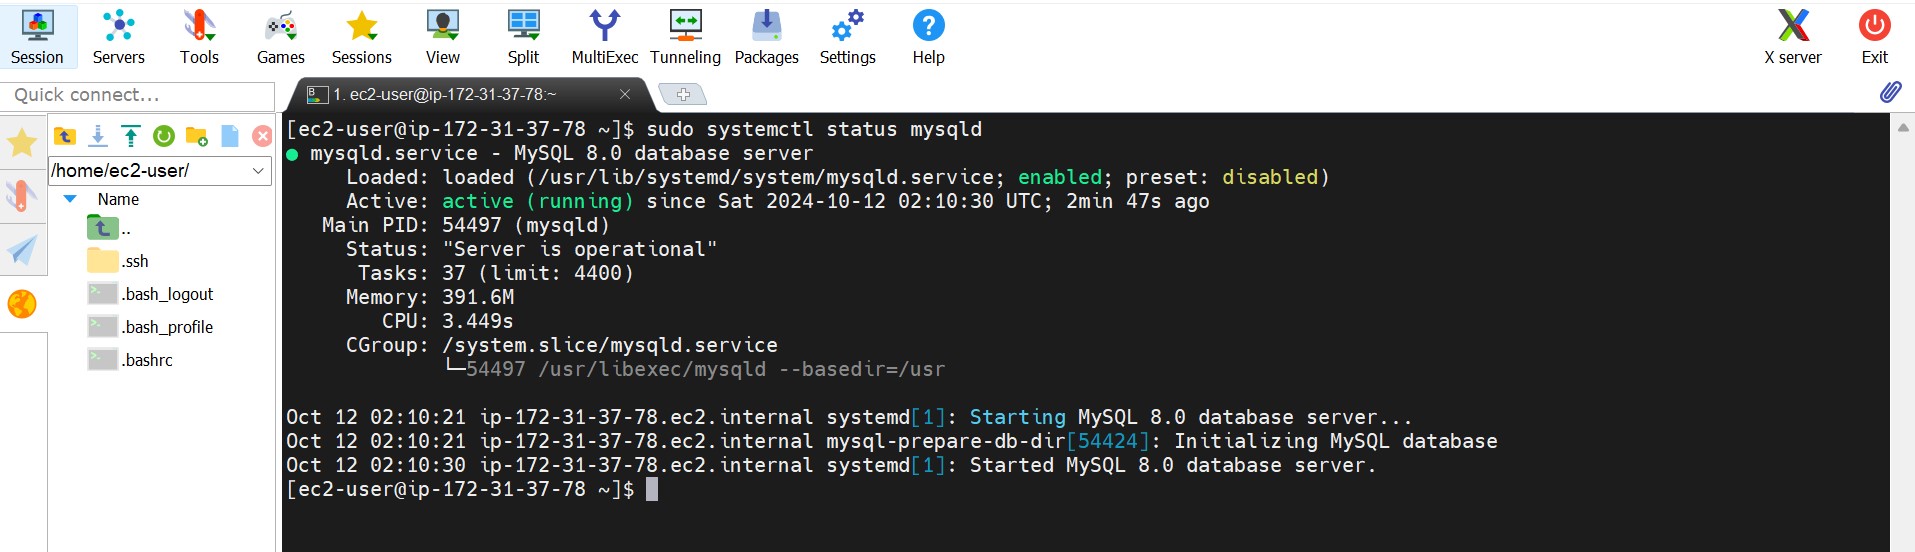 Session Servers Tools Games Sessions View Split MultiExec Tunneling Packages Settings Help X server Exit
Quick connect...
1. ec2-user@ip-172-31-37-78:~
/home/ec2-user/
Name
..
.ssh
.bash_logout
.bash_profile
.bashrc
[ec2-user@ip-172-31-37-78 ~]$ sudo systemctl status mysqld
● mysqld.service - MySQL 8.0 database server
Loaded: loaded (/usr/lib/systemd/system/mysqld.service; enabled; preset: disabled)
Active: active (running) since Sat 2024-10-12 02:10:30 UTC; 2min 47s ago
Main PID: 54497 (mysqld)
Status: "Server is operational"
Tasks: 37 (limit: 4400)
Memory: 391.6M
CPU: 3.449s
CGroup: /system.slice/mysqld.service
└─54497 /usr/libexec/mysqld --basedir=/usr
Oct 12 02:10:21 ip-172-31-37-78.ec2.internal systemd[1]: Starting MySQL 8.0 database server...
Oct 12 02:10:21 ip-172-31-37-78.ec2.internal mysql-prepare-db-dir[54424]: Initializing MySQL database
Oct 12 02:10:30 ip-172-31-37-78.ec2.internal systemd[1]: Started MySQL 8.0 database server.
[ec2-user@ip-172-31-37-78 ~]$